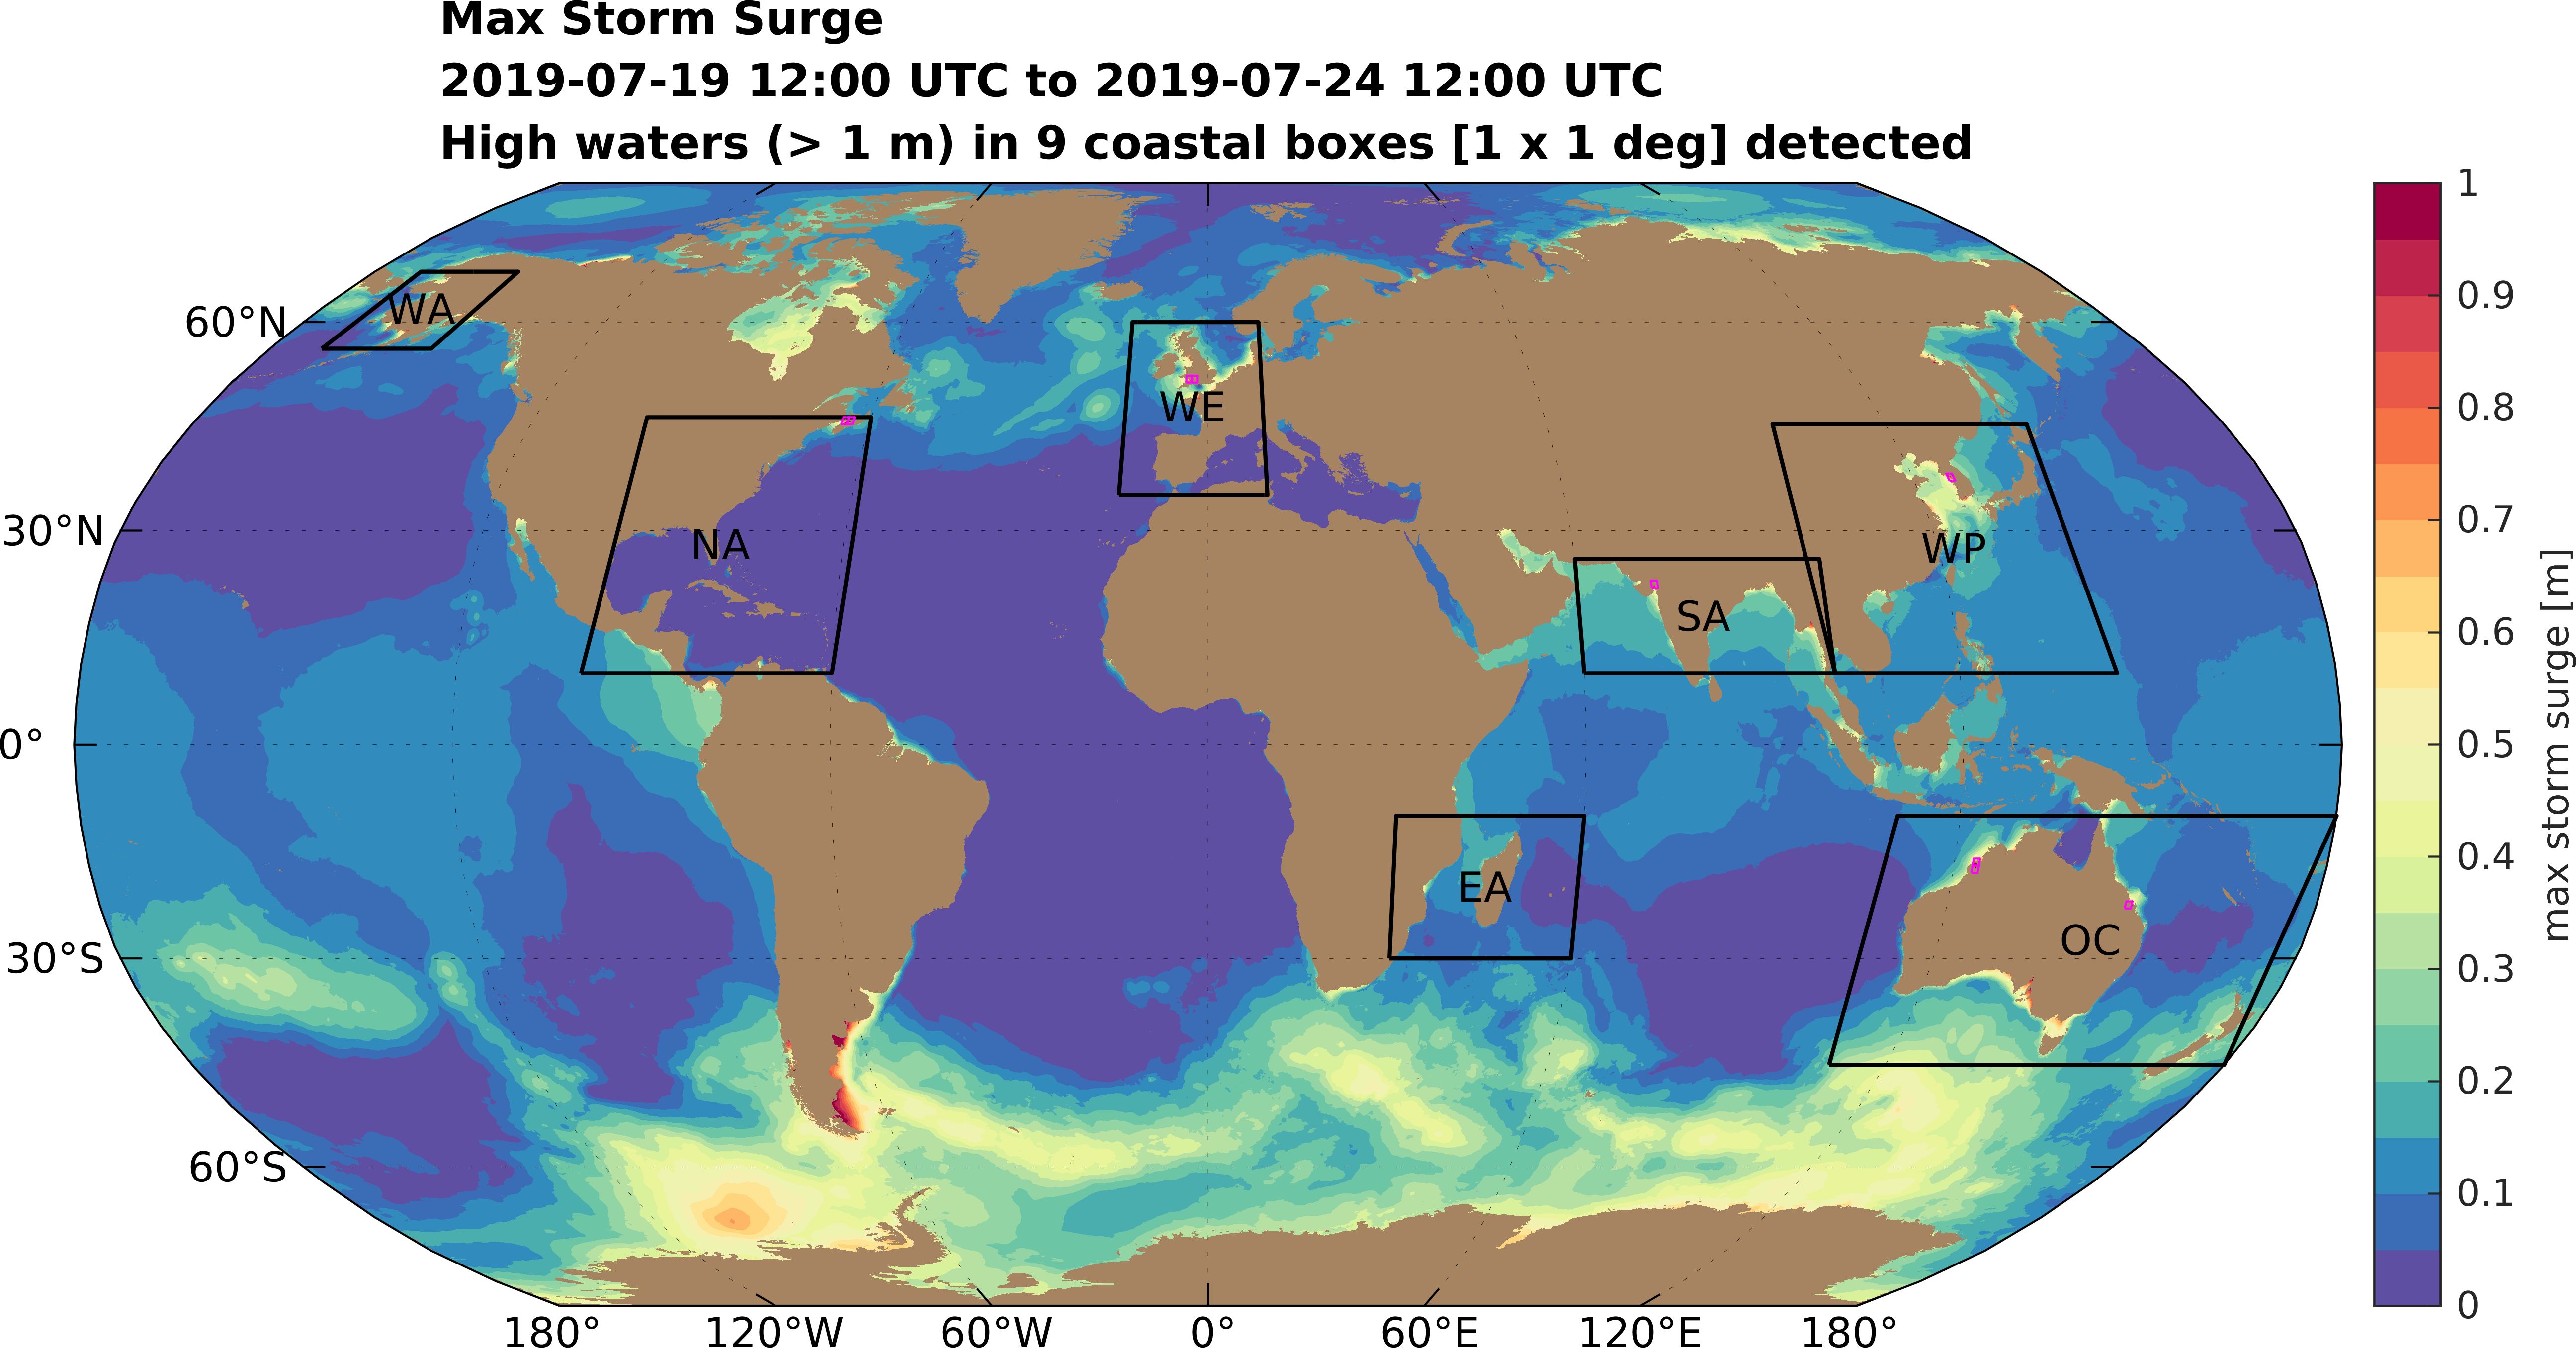 Max Storm Surge
2019-07-19 12:00 UTC to 2019-07-24 12:00 UTC
High waters (> 1 m) in 9 coastal boxes [1 x 1 deg] detected
WA
60°N
WE
NA
30°N
WP
SA
0°
EA
OC
30°S
60°S
180°
120°W
60°W
0°
60°E
120°E
180°
1
0.9
0.8
0.7
0.6
0.5
0.4
0.3
0.2
0.1
0
max storm surge [m]